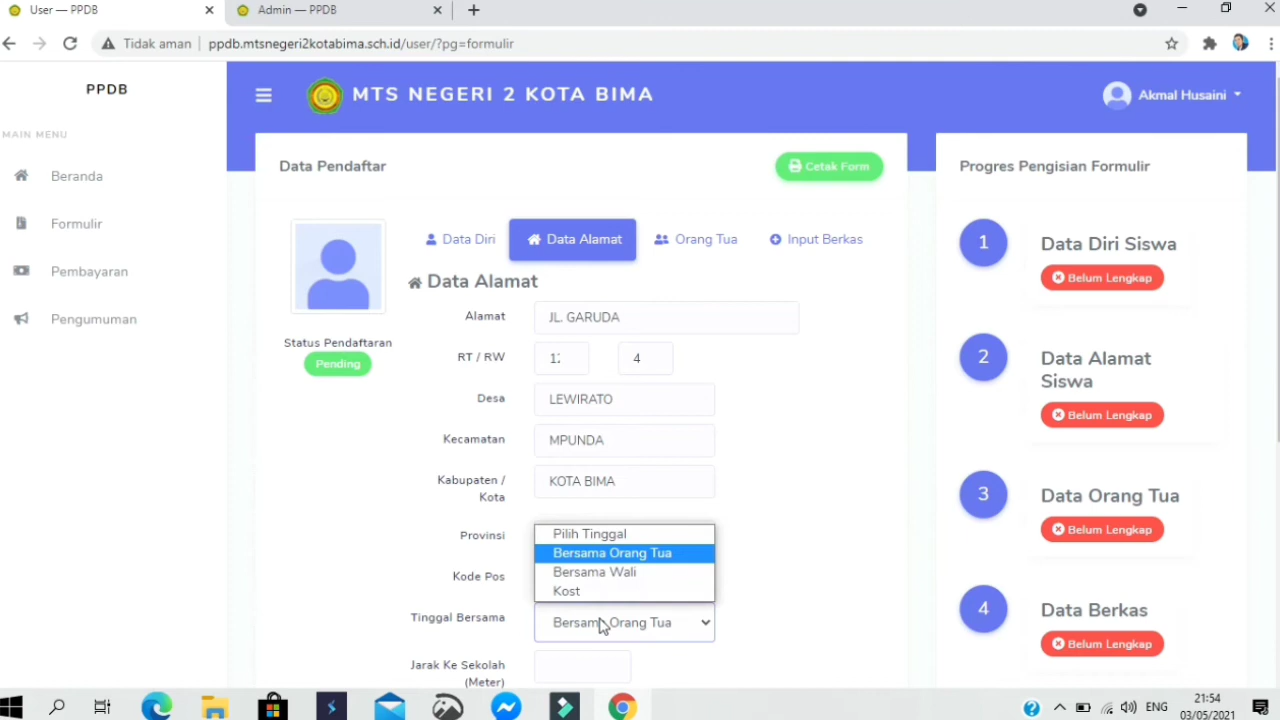 User — PPDB
Admin — PPDB
Tidak aman
ppdb.mtsnegeri2kotabima.sch.id/user/?pg=formulir
PPDB
MTS NEGERI 2 KOTA BIMA
Akmal Husaini
MAIN MENU
Beranda
Formulir
Pembayaran
Pengumuman
Data Pendaftar
Cetak Form
Data Diri
Data Alamat
Orang Tua
Input Berkas
Status Pendaftaran
Pending
Data Alamat
Alamat
JL. GARUDA
RT / RW
4
Desa
LEWIRATO
Kecamatan
MPUNDA
Kabupaten /
Kota
KOTA BIMA
Provinsi
Pilih Tinggal
Bersama Orang Tua
Bersama Wali
Kost
Kode Pos
Tinggal Bersama
Bersama Orang Tua
Jarak Ke Sekolah
(Meter)
Progres Pengisian Formulir
1
Data Diri Siswa
Belum Lengkap
2
Data Alamat
Siswa
Belum Lengkap
3
Data Orang Tua
Belum Lengkap
4
Data Berkas
Belum Lengkap
ENG
21:54
03/05/2021